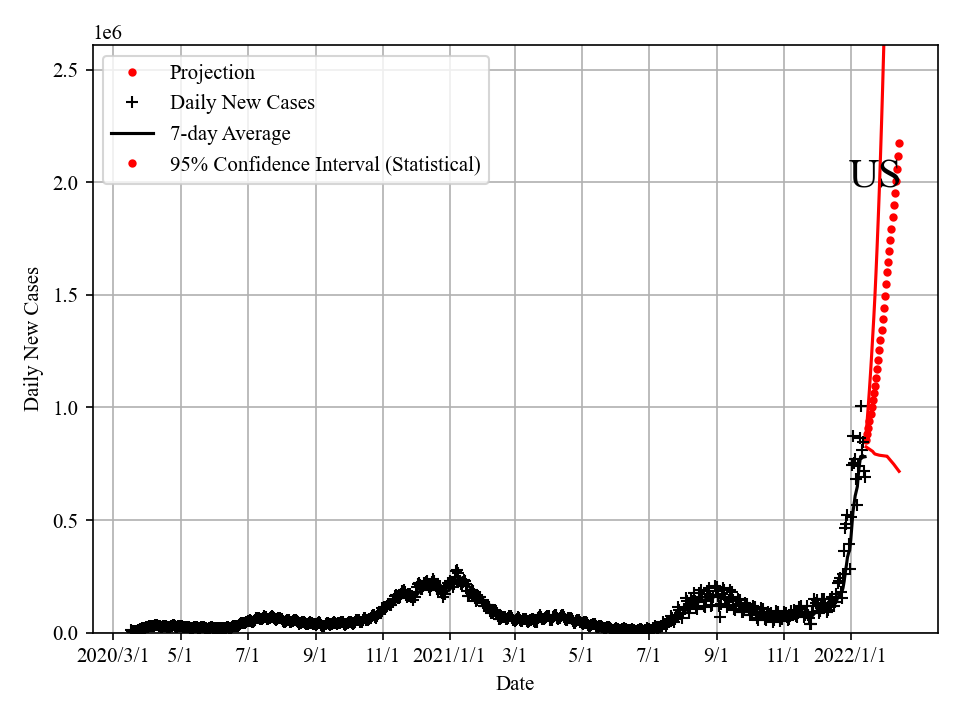 1e6
Projection
Daily New Cases
7-day Average
95% Confidence Interval (Statistical)
US
2.5
2.0
1.5
1.0
0.5
0.0
Daily New Cases
2020/3/1 5/1 7/1 9/1 11/1 2021/1/1 3/1 5/1 7/1 9/1 11/1 2022/1/1
Date